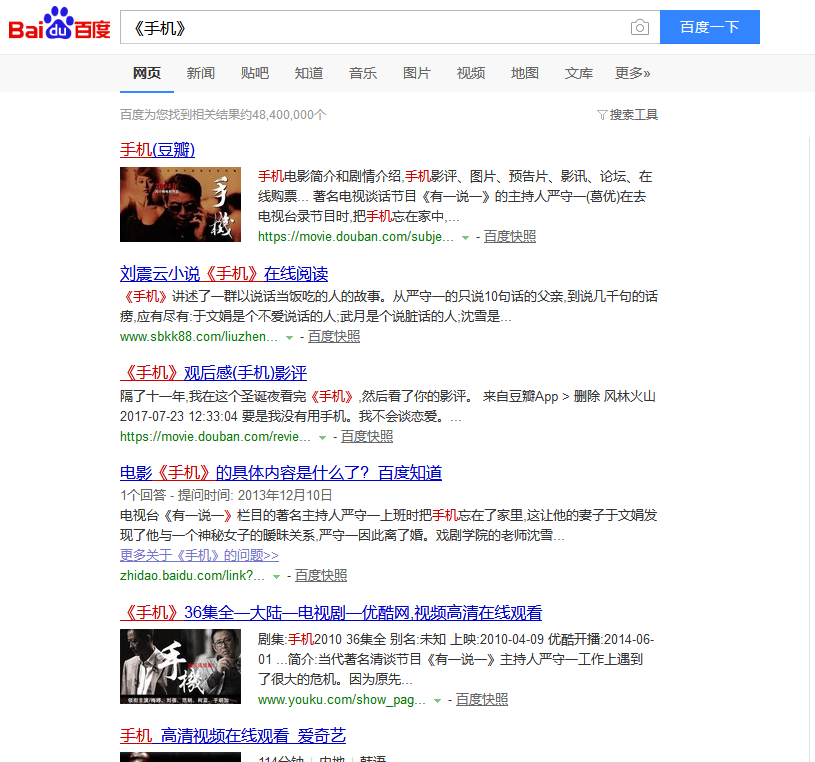 Bai du 百度
《手机》
百度一下
网页 新闻 贴吧 知道 音乐 图片 视频 地图 文库 更多»
百度为您找到相关结果约48,400,000个
搜索工具
手机(豆瓣)
手機
手机电影简介和剧情介绍,手机影评、图片、预告片、影讯、论坛、在
线购票... 著名电视谈话节目《有一说一》的主持人严守一(葛优)在去
电视台录节目时,把手机忘在家中,...
https://movie.douban.com/subje... - 百度快照
刘震云小说《手机》在线阅读
《手机》讲述了一群以说话当饭吃的人的故事。从严守一的只说10句话的父亲,到说几千句的话
痨,应有尽有:于文娟是个不爱说话的人;武月是个说脏话的人;沈雪是...
www.sbkk88.com/liuzhen... - 百度快照
《手机》观后感(手机)影评
隔了十一年,我在这个圣诞夜看完《手机》,然后看了你的影评。 来自豆瓣App > 删除 风林火山
2017-07-23 12:33:04 要是我没有用手机。我不会谈恋爱。...
https://movie.douban.com/revie... - 百度快照
电影《手机》的具体内容是什么了?_百度知道
1个回答 - 提问时间: 2013年12月10日
电视台《有一说一》栏目的著名主持人严守一上班时把手机忘在了家里,这让他的妻子于文娟发
现了他与一个神秘女子的暧昧关系,严守一因此离了婚。戏剧学院的老师沈雪...
更多关于《手机》的问题>>
zhidao.baidu.com/link?... - 百度快照
《手机》36集全—大陆—电视剧—优酷网,视频高清在线观看
手機
剧集:手机2010 36集全 别名:未知 上映:2010-04-09 优酷开播:2014-06-
01 ...简介:当代著名清谈节目《有一说一》主持人严守一工作上遇到
了很大的危机。因为原先...
www.youku.com/show_pag... - 百度快照
手机_高清视频在线观看_爱奇艺
114分钟 | 内地 | 韩语